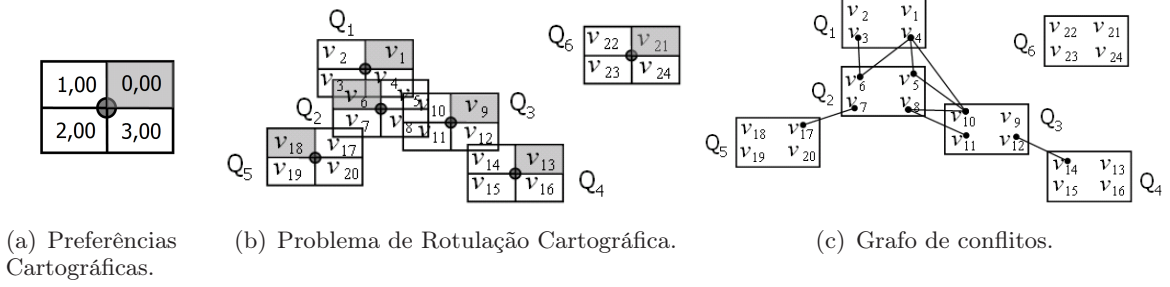 1,00 0,00
2,00 3,00
Q1
v2 v1
v3 v4
Q2
v6 v5
v7 v8
Q3
v10 v9
v11 v12
Q5
v18 v17
v19 v20
v14 v13
v15 v16
Q4
Q6
v22 v21
v23 v24
Q1
v2 v1
v3 v4
Q2
v6 v5
v7 v8
Q3
v10 v9
v11 v12
Q5
v18 v17
v19 v20
v14 v13
v15 v16
Q4
Q6
v22 v21
v23 v24
(a) Preferências
Cartográficas.
(b) Problema de Rotulação Cartográfica.
(c) Grafo de conflitos.